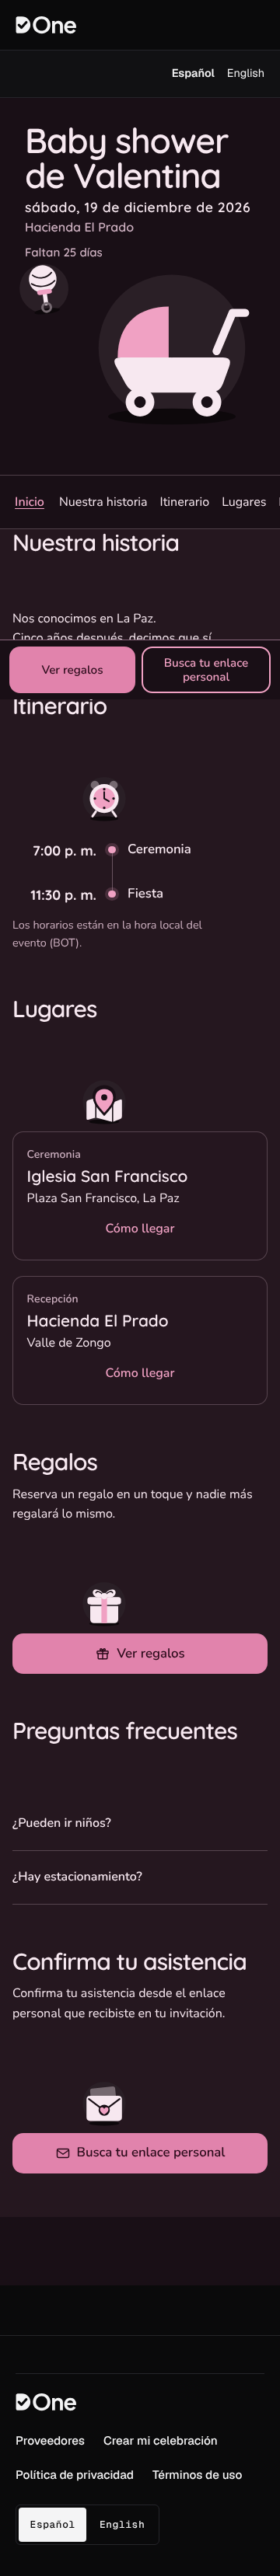 One
Español English
Baby shower
de Valentina
sábado, 19 de diciembre de 2026
Hacienda El Prado
Faltan 25 días
Inicio Nuestra historia Itinerario Lugares
Nuestra historia
Nos conocimos en La Paz.
Cinco años después, decimos que sí
Ver regalos
Busca tu enlace
personal
Itinerario
7:00 p. m. Ceremonia
11:30 p. m. Fiesta
Los horarios están en la hora local del
evento (BOT).
Lugares
Ceremonia
Iglesia San Francisco
Plaza San Francisco, La Paz
Cómo llegar
Recepción
Hacienda El Prado
Valle de Zongo
Cómo llegar
Regalos
Reserva un regalo en un toque y nadie más
regalará lo mismo.
Ver regalos
Preguntas frecuentes
¿Pueden ir niños?
¿Hay estacionamiento?
Confirma tu asistencia
Confirma tu asistencia desde el enlace
personal que recibiste en tu invitación.
Busca tu enlace personal
One
Proveedores Crear mi celebración
Política de privacidad Términos de uso
Español English